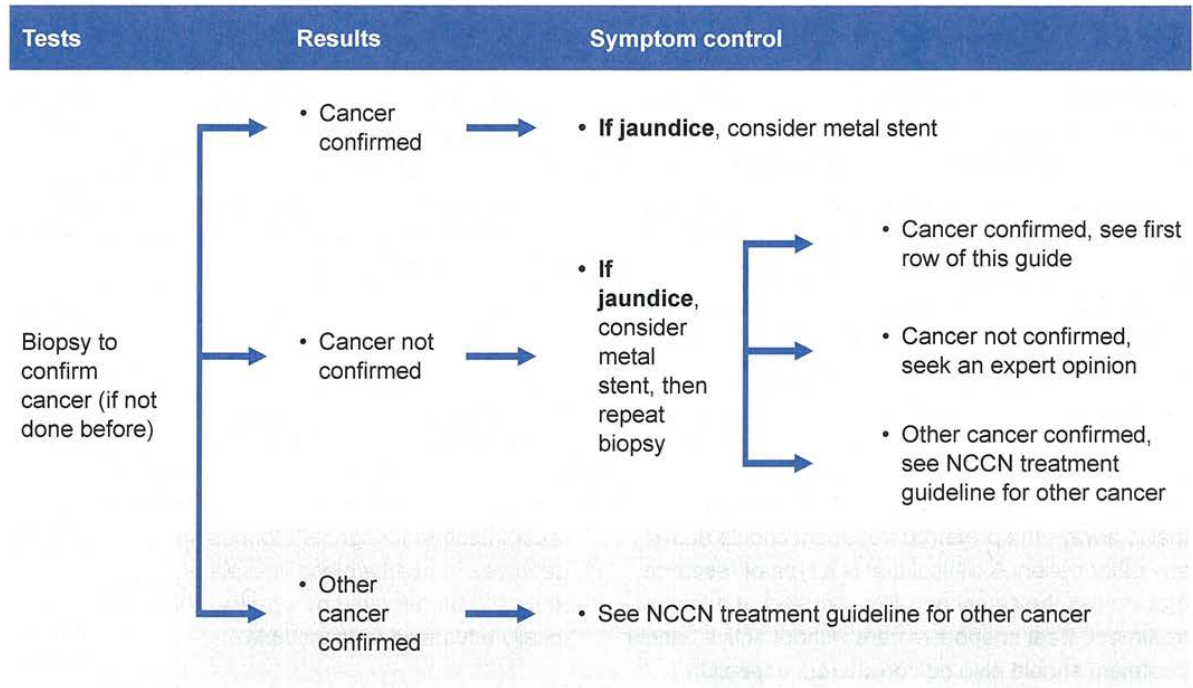 Tests Results Symptom control
• Cancer
confirmed
• If jaundice, consider metal stent
Biopsy to
confirm
cancer (if not
done before)
• Cancer not
confirmed
• If
jaundice,
consider
metal
stent, then
repeat
biopsy
• Cancer confirmed, see first
row of this guide
• Cancer not confirmed,
seek an expert opinion
• Other cancer confirmed,
see NCCN treatment
guideline for other cancer
• Other
cancer
confirmed
• See NCCN treatment guideline for other cancer